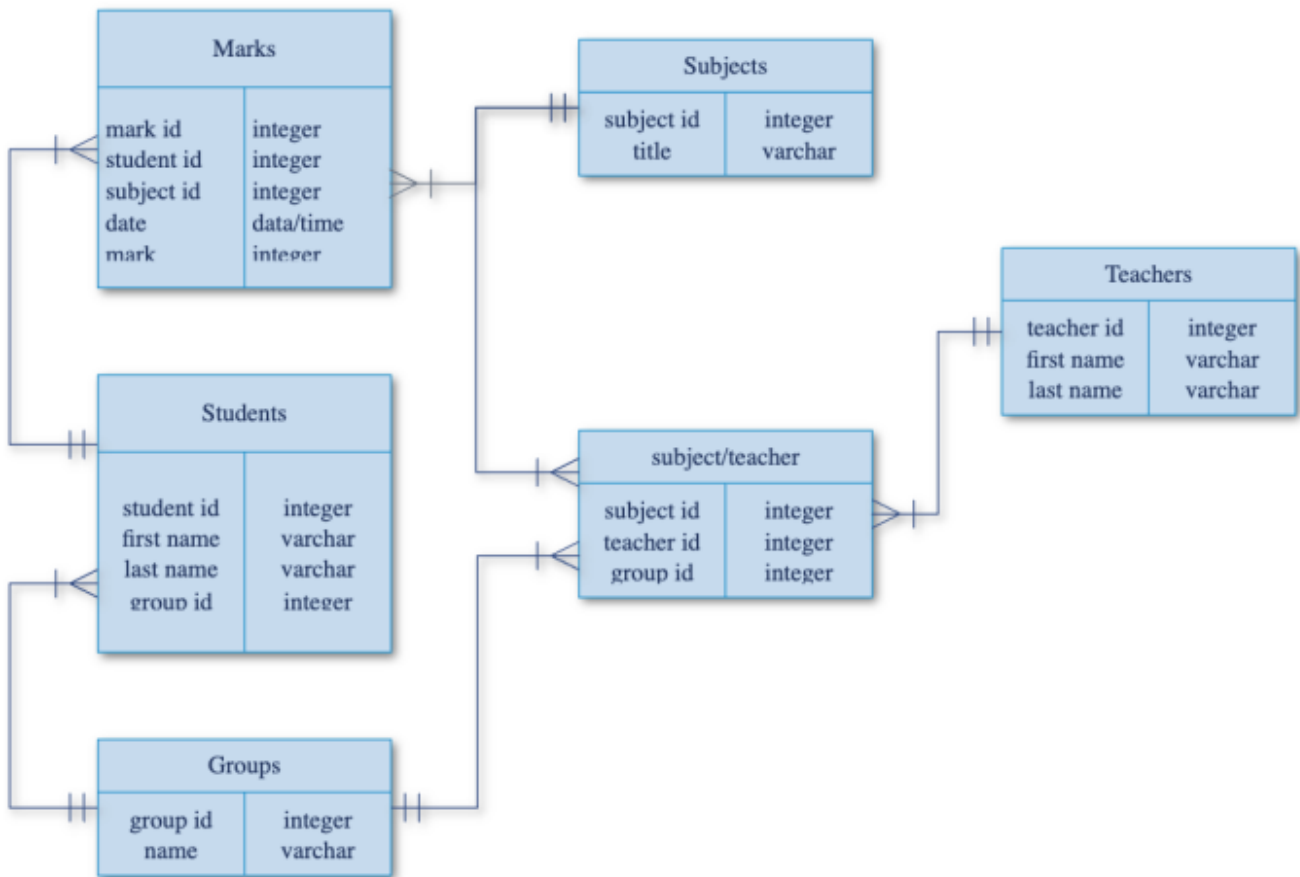 Marks
mark id integer
student id integer
subject id integer
date data/time
mark integer
Subjects
subject id integer
title varchar
Teachers
teacher id integer
first name varchar
last name varchar
Students
student id integer
first name varchar
last name varchar
group id integer
subject/teacher
subject id integer
teacher id integer
group id integer
Groups
group id integer
name varchar